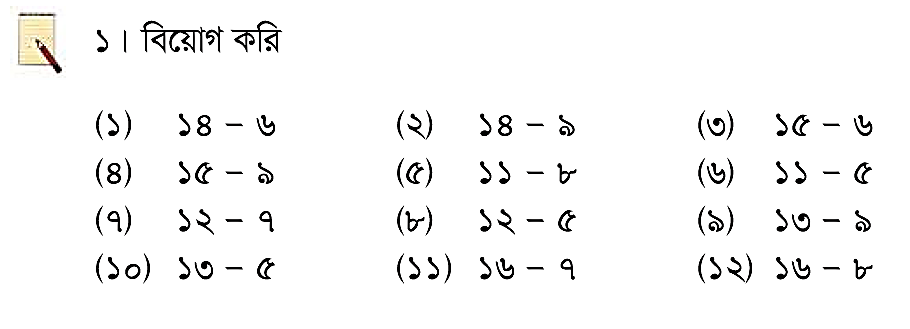 ১। বিয়োগ করি
(১) ১৪ – ৬ (২) ১৪ – ৯ (৩) ১৫ – ৬
(৪) ১৫ – ৯ (৫) ১১ – ৮ (৬) ১১ – ৫
(৭) ১২ – ৭ (৮) ১২ – ৫ (৯) ১৩ – ৯
(১০) ১৩ – ৫ (১১) ১৬ – ৭ (১২) ১৬ – ৮